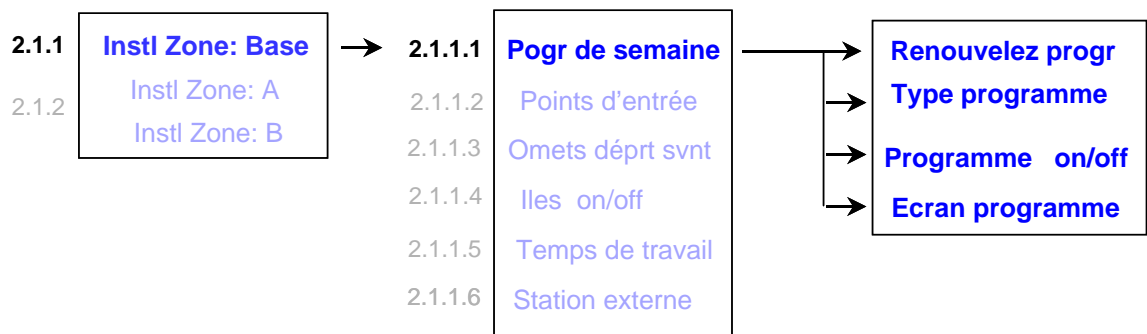 2.1.1 Instl Zone: Base
2.1.2 Instl Zone: A
Instl Zone: B
2.1.1.1 Pogr de semaine
2.1.1.2 Points d'entrée
2.1.1.3 Omets déprt svnt
2.1.1.4 Iles on/off
2.1.1.5 Temps de travail
2.1.1.6 Station externe
Renouvelez progr
Type programme
Programme on/off
Ecran programme